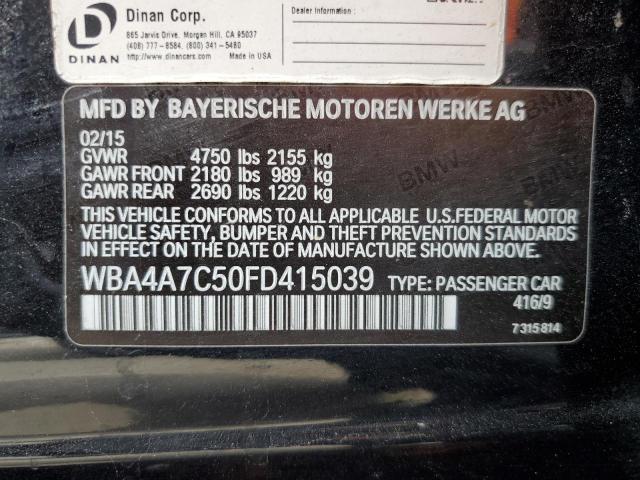 Dinan Corp.
Dealer Information:
865 Jarvis Drive, Morgan Hill, CA 95037
(408) 777-8584, (800) 341-5480
DINAN
http://www.dinancars.com
Made in USA
MFD BY BAYERISCHE MOTOREN WERKE AG
02/15
GVWR 4750 lbs 2155 kg
GAWR FRONT 2180 lbs 989 kg
GAWR REAR 2690 lbs 1220 kg
THIS VEHICLE CONFORMS TO ALL APPLICABLE U.S.FEDERAL MOTOR
VEHICLE SAFETY, BUMPER AND THEFT PREVENTION STANDARDS
IN EFFECT ON THE DATE OF MANUFACTURE SHOWN ABOVE.
WBA4A7C50FD415039 TYPE: PASSENGER CAR
416/9
7315814
BMW
BMW
BMW